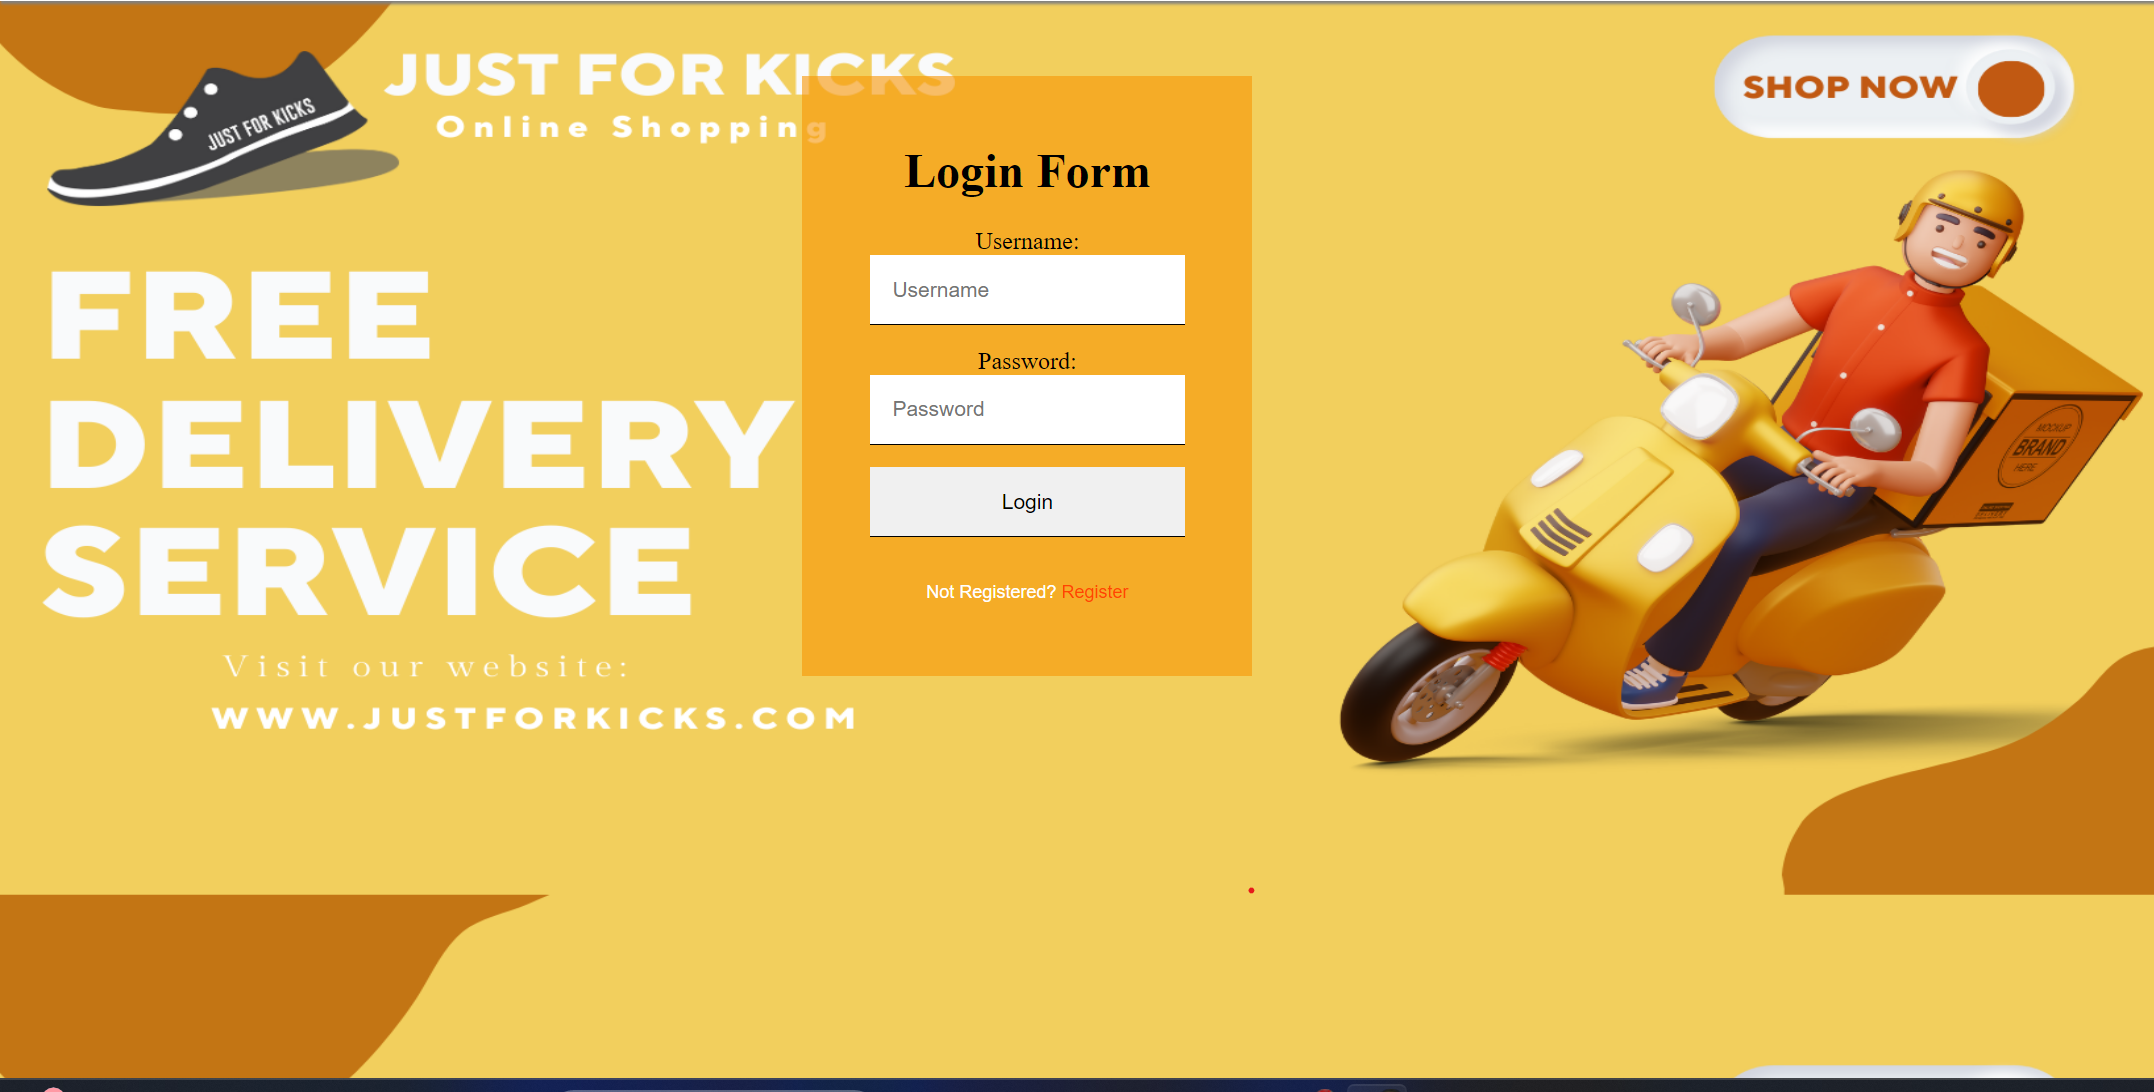 JUST FOR KICKS
Online Shopping
JUST FOR KICKS
SHOP NOW
Login Form
Username:
Username
Password:
Password
Login
Not Registered? Register
FREE
DELIVERY
SERVICE
Visit our website:
WWW.JUSTFORKICKS.COM
MOCKUP
BRAND
HERE